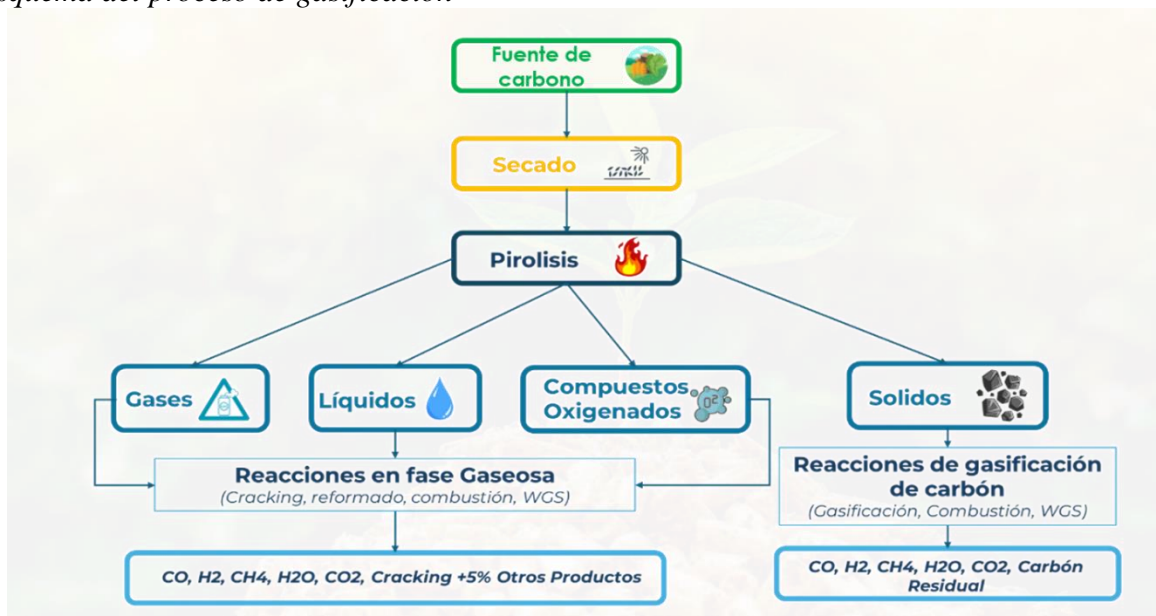 Fuente de
carbono
Secado
Pirolisis
Gases
Líquidos
Compuestos
Oxigenados
O2
Solidos
Reacciones en fase Gaseosa
(Cracking, reformado, combustión, WGS)
Reacciones de gasificación
de carbón
(Gasificación, Combustión, WGS)
CO, H2, CH4, H2O, CO2, Cracking +5% Otros Productos
CO, H2, CH4, H2O, CO2, Carbón
Residual